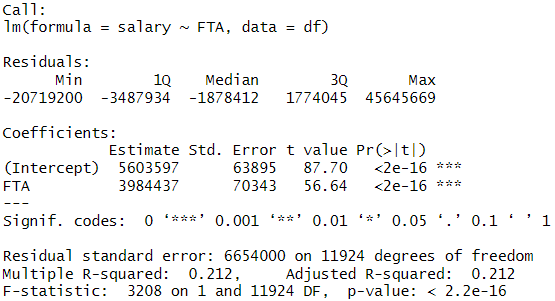 Call:
lm(formula = salary ~ FTA, data = df)
Residuals:
Min 1Q Median 3Q Max
-20719200 -3487934 -1878412 1774045 45645669
Coefficients:
Estimate Std. Error t value Pr(>|t|)
(Intercept) 5603597 63895 87.70 <2e-16 ***
FTA 3984437 70343 56.64 <2e-16 ***
---
Signif. codes: 0 ‘***’ 0.001 ‘**’ 0.01 ‘*’ 0.05 ‘.’ 0.1 ‘ ’ 1
Residual standard error: 6654000 on 11924 degrees of freedom
Multiple R-squared: 0.212, Adjusted R-squared: 0.212
F-statistic: 3208 on 1 and 11924 DF, p-value: < 2.2e-16